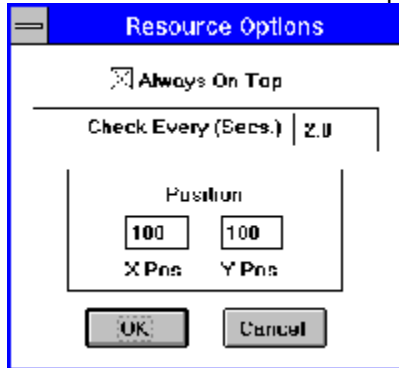 Resource Options
Always On Top
Check Every (Secs.) 2.0
Position
100 100
X Pos Y Pos
OK Cancel